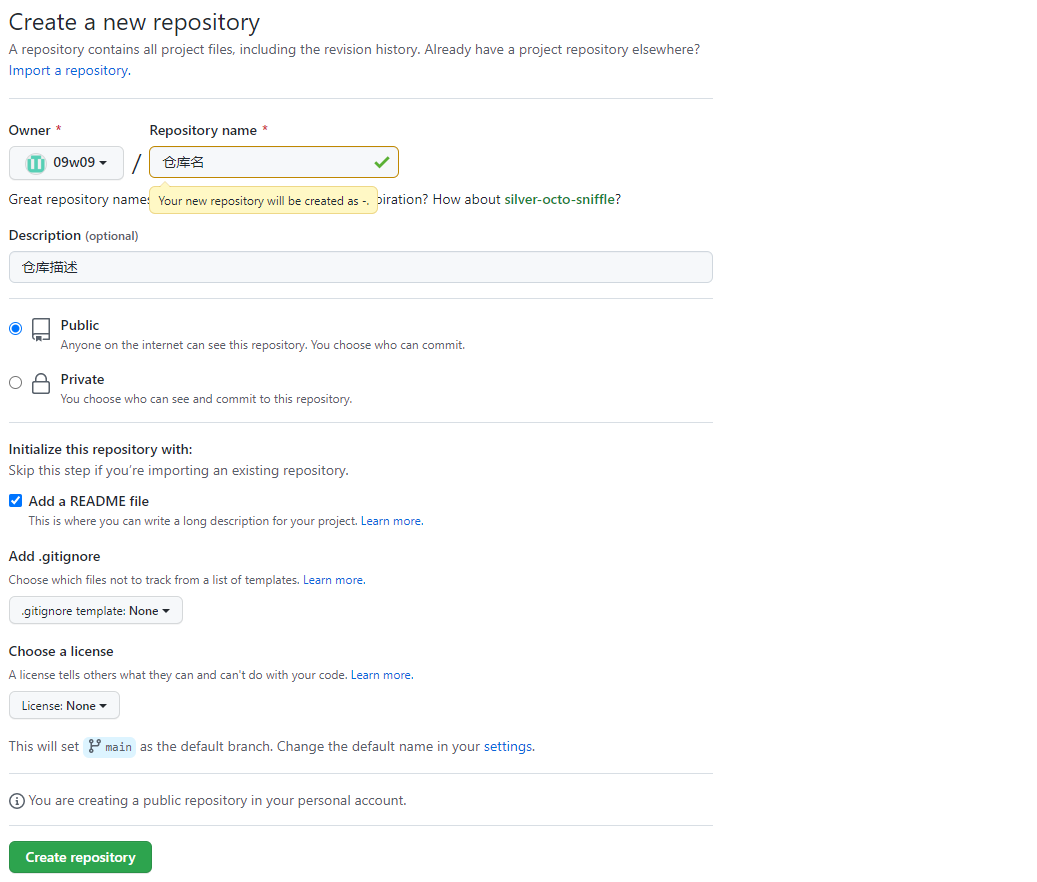 Create a new repository
A repository contains all project files, including the revision history. Already have a project repository elsewhere?
Import a repository.
Owner * Repository name *
09w09 / 仓库名
Great repository names piration? How about silver-octo-sniffle?
Your new repository will be created as -.
Description (optional)
仓库描述
Public
Anyone on the internet can see this repository. You choose who can commit.
Private
You choose who can see and commit to this repository.
Initialize this repository with:
Skip this step if you're importing an existing repository.
Add a README file
This is where you can write a long description for your project. Learn more.
Add .gitignore
Choose which files not to track from a list of templates. Learn more.
.gitignore template: None
Choose a license
A license tells others what they can and can't do with your code. Learn more.
License: None
This will set main as the default branch. Change the default name in your settings.
You are creating a public repository in your personal account.
Create repository